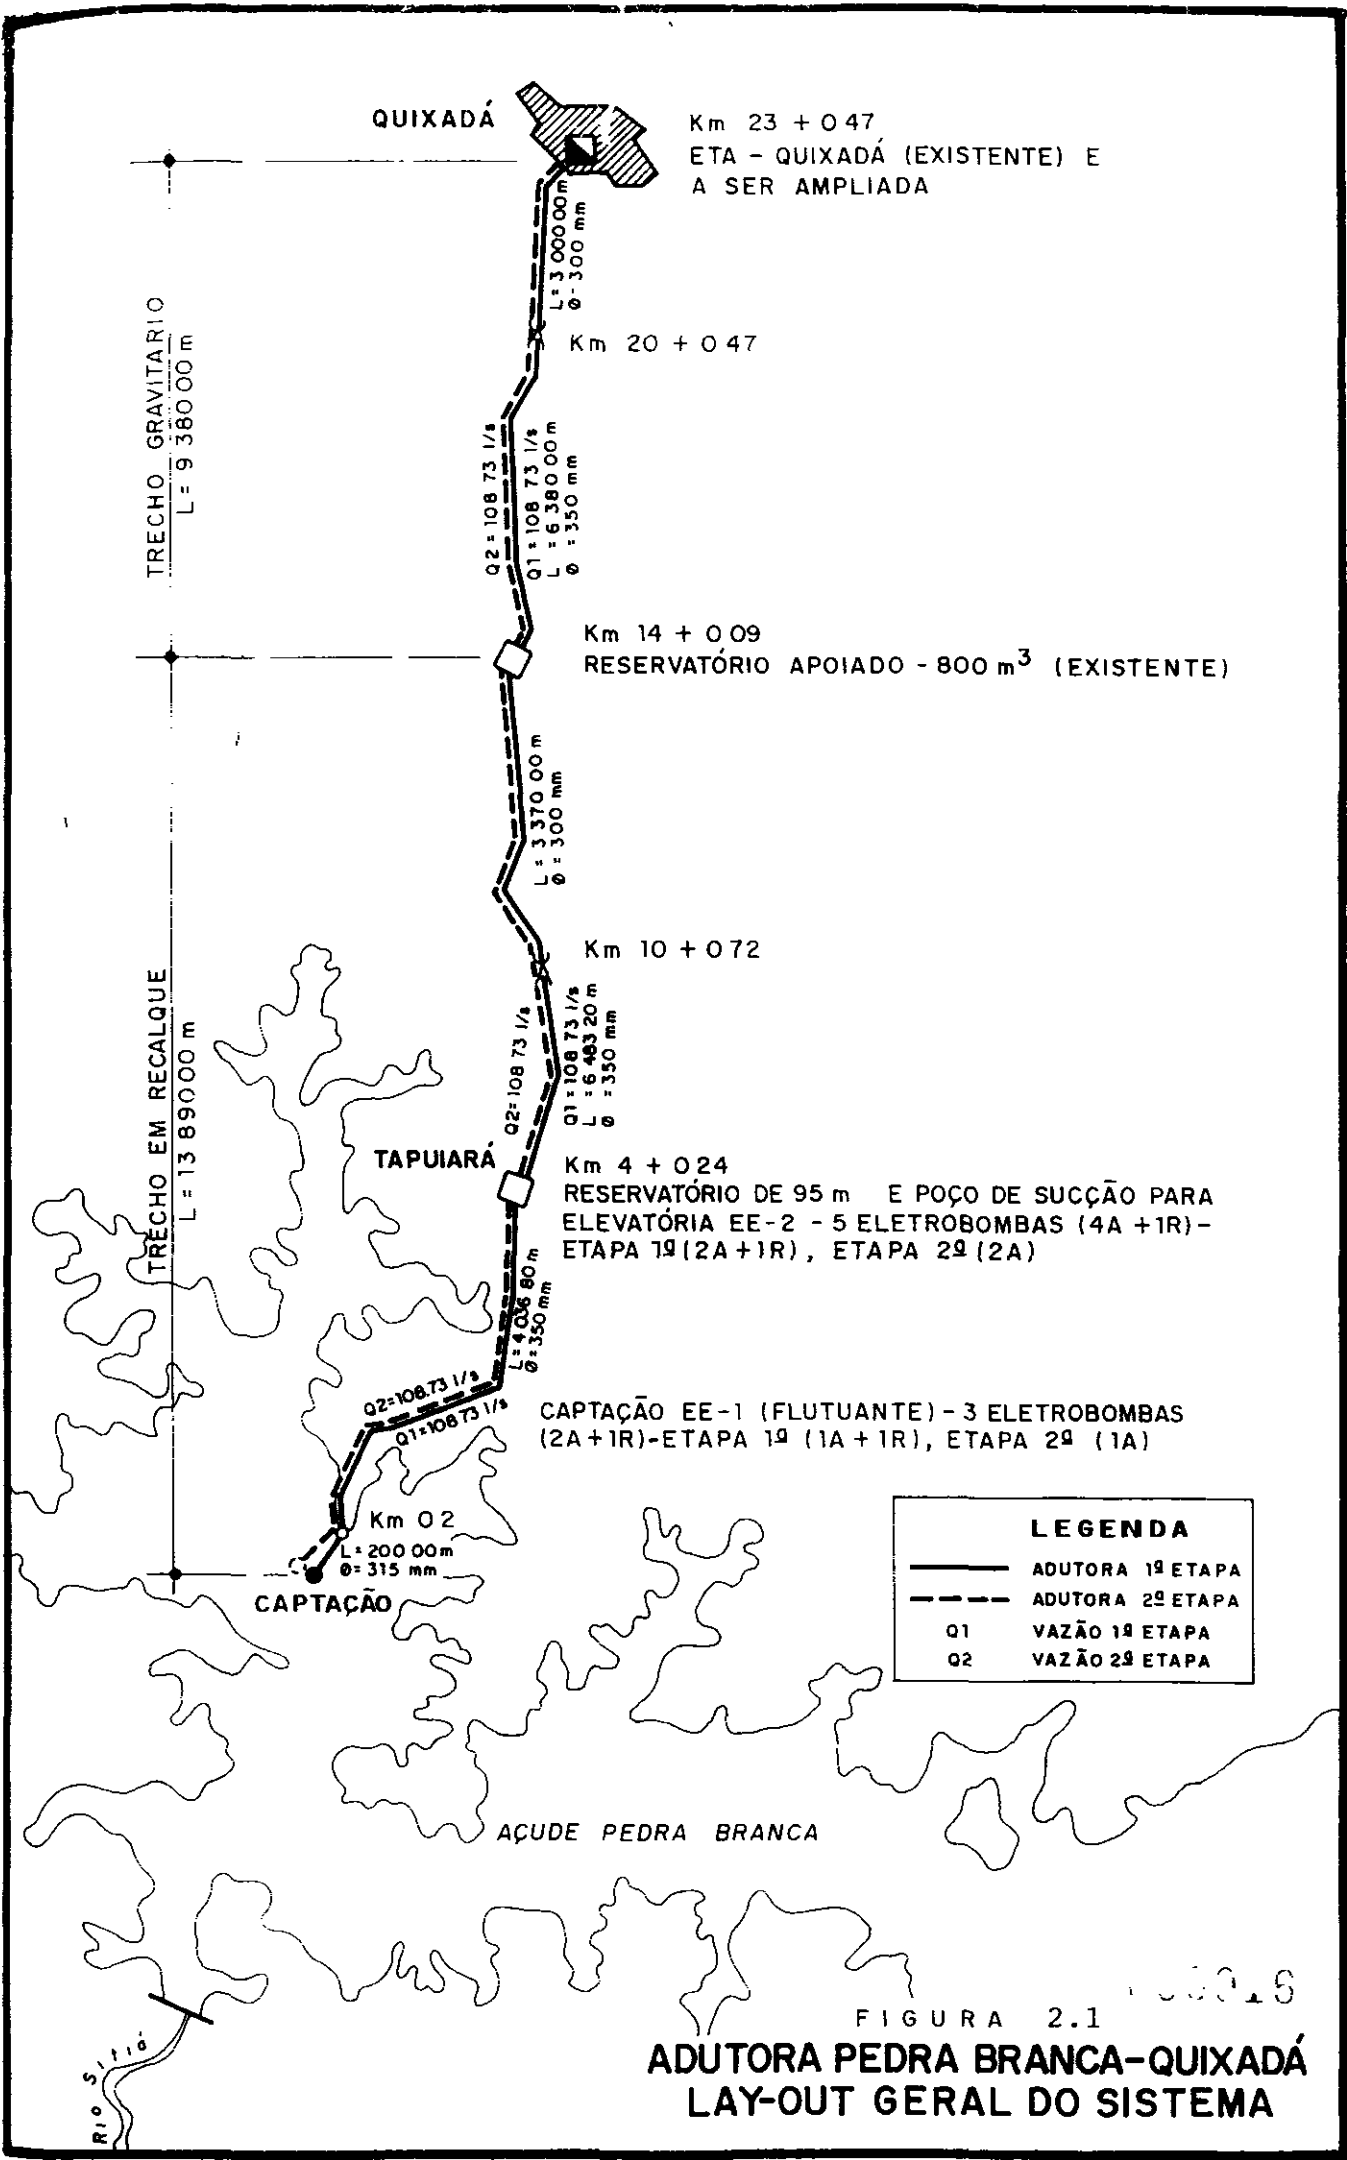 QUIXADÁ
Km 23 + 0 47
ETA - QUIXADÁ (EXISTENTE) E
A SER AMPLIADA
L= 3 000 00 m
Ø- 300 mm
Km 20 + 0 47
TRECHO GRAVITARIO
L = 9 380 00 m
Q2 = 108 73 l/s
Q1 = 108 73 l/s
L = 6 380 00 m
Ø = 350 mm
Km 14 + 0 09
RESERVATÓRIO APOIADO - 800 m³ (EXISTENTE)
L = 3 370 00 m
Ø = 300 mm
Km 10 + 0 72
TRECHO EM RECALQUE
L = 13 890 00 m
Q2= 108 73 l/s
Q1 = 108 73 l/s
L = 6 483 20 m
Ø = 350 mm
TAPUIARÁ
Km 4 + 0 24
RESERVATÓRIO DE 95 m E POÇO DE SUCÇÃO PARA
ELEVATÓRIA EE-2 - 5 ELETROBOMBAS (4A +1R)-
ETAPA 1ª (2A+1R), ETAPA 2ª (2A)
L= 4 036 80 m
Ø= 350 mm
Q2=108.73 l/s
Q1=108 73 l/s
CAPTAÇÃO EE-1 (FLUTUANTE) - 3 ELETROBOMBAS
(2A+1R)-ETAPA 1ª (1A+1R), ETAPA 2ª (1A)
Km 0 2
L= 200 00m
Ø= 315 mm
CAPTAÇÃO
LEGENDA
ADUTORA 1ª ETAPA
ADUTORA 2ª ETAPA
Q1 VAZÃO 1ª ETAPA
Q2 VAZÃO 2ª ETAPA
AÇUDE PEDRA BRANCA
RIO Sitiá
FIGURA 2.1
ADUTORA PEDRA BRANCA-QUIXADÁ
LAY-OUT GERAL DO SISTEMA